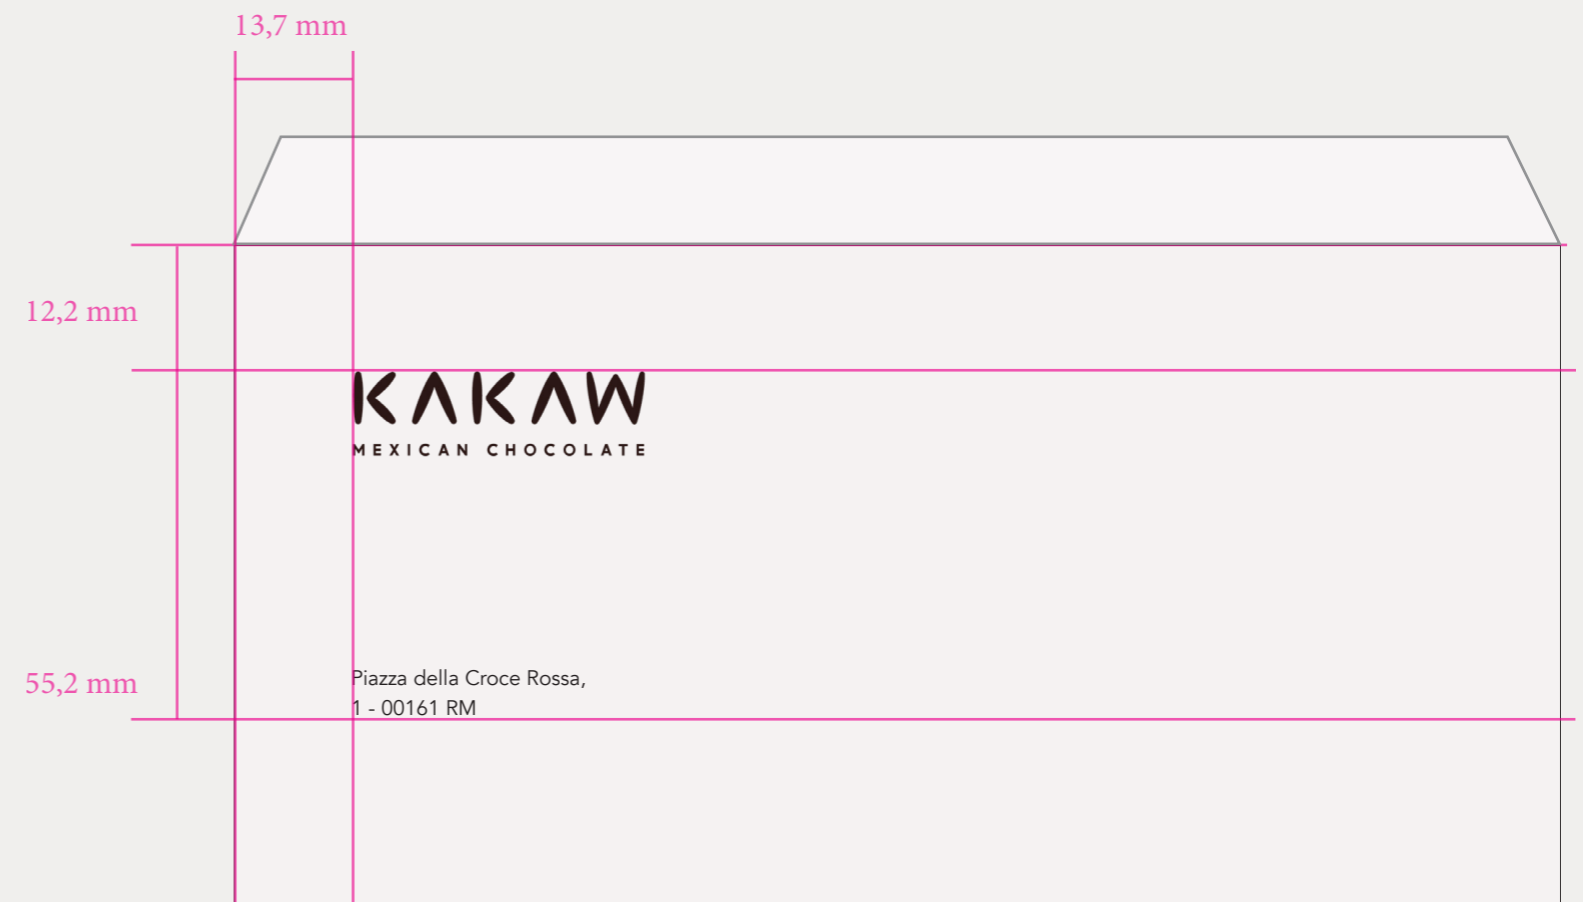 13,7 mm
12,2 mm
KAKAW
MEXICAN CHOCOLATE
55,2 mm
Piazza della Croce Rossa,
1 - 00161 RM